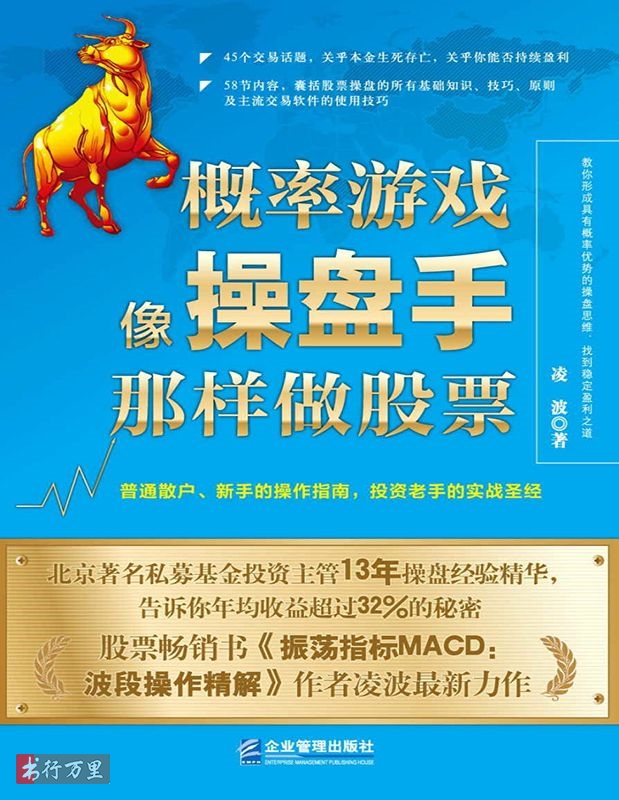 45个交易话题，关乎本金生死存亡，关乎你能否持续盈利
58节内容，囊括股票操盘的所有基础知识、技巧、原则
及主流交易软件的使用技巧
概率游戏
像操盘手
那样做股票
教你形成具有概率优势的操盘思维，找到稳定盈利之道
凌波◎著
普通散户、新手的操作指南，投资老手的实战圣经
北京著名私募基金投资主管13年操盘经验精华，
告诉你年均收益超过32%的秘密
股票畅销书《振荡指标MACD：
波段操作精解》作者凌波最新力作
EMPH
企业管理出版社
ENTERPRISE MANAGEMENT PUBLISHING HOUSE
书行万里